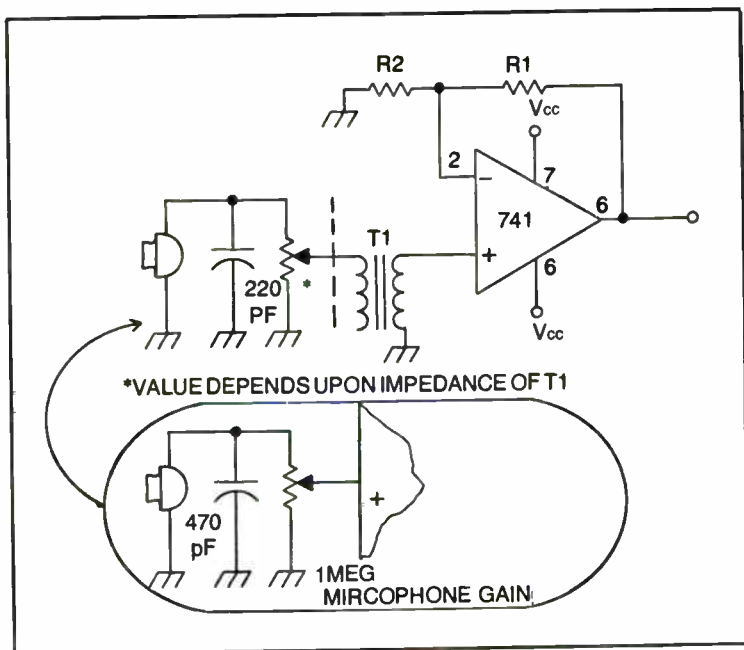 R2
R1
Vcc
2
−
7
741
6
+
6
Vcc
T1
220
PF
*
*VALUE DEPENDS UPON IMPEDANCE OF T1
470
pF
+
1MEG
MIRCOPHONE GAIN